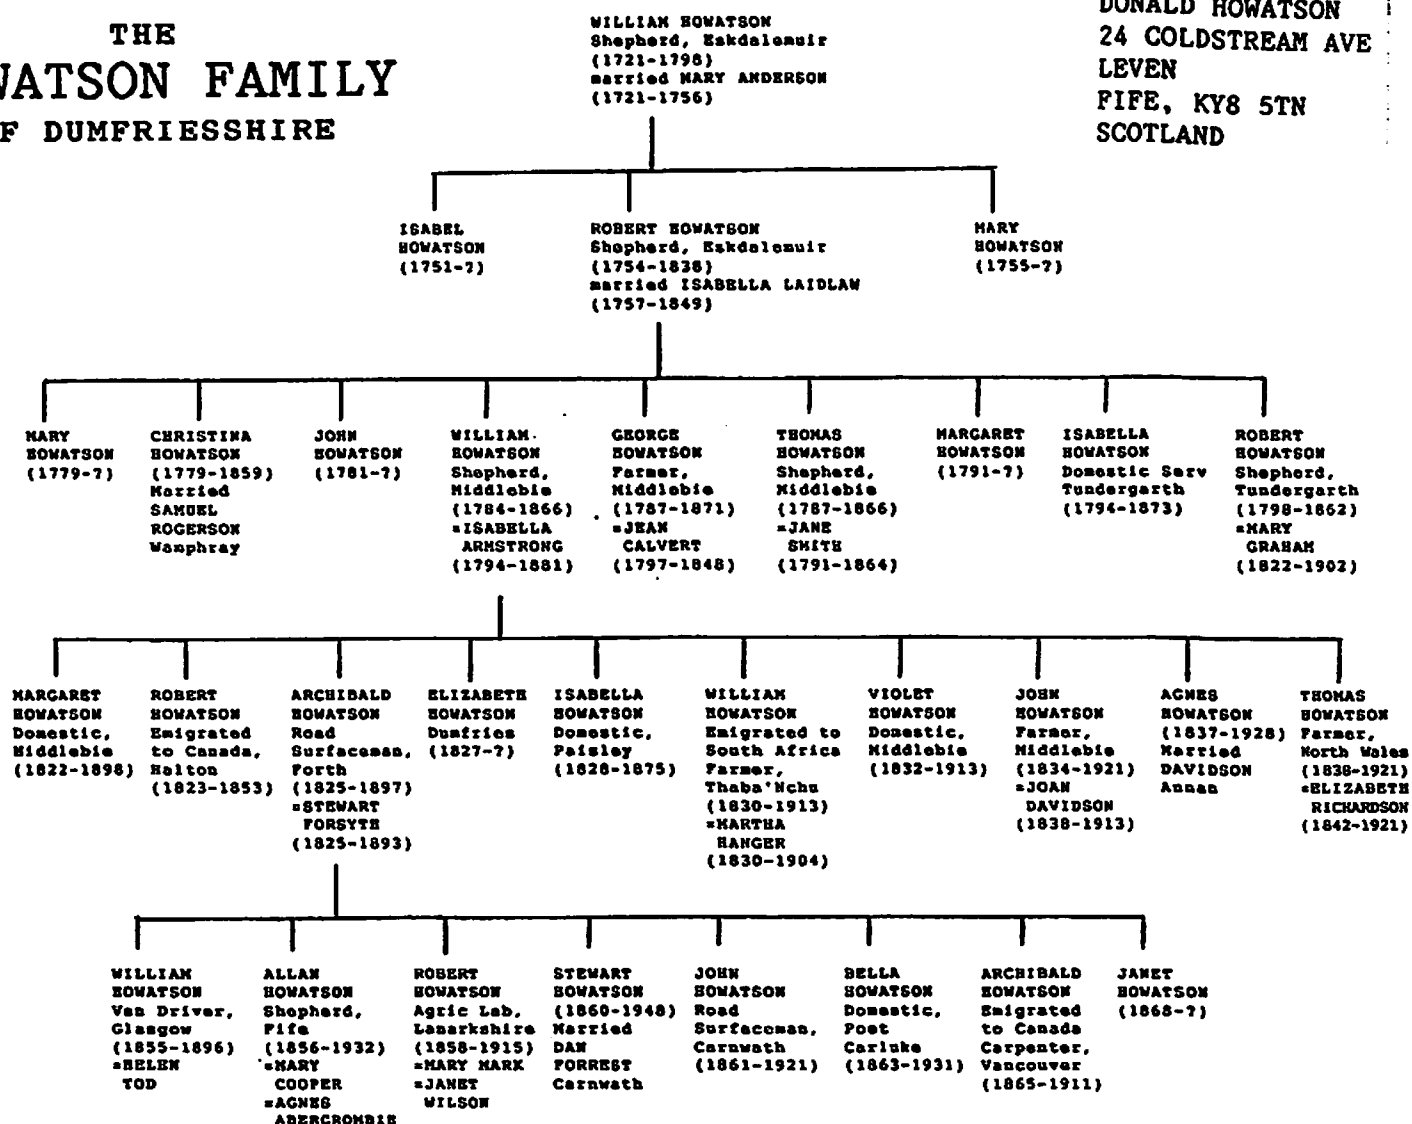 THE
WATSON FAMILY
F DUMFRIESSHIRE
DONALD HOWATSON
24 COLDSTREAM AVE
LEVEN
FIFE, KY8 5TN
SCOTLAND
WILLIAM HOWATSON
Shepherd, Eskdalemuir
(1721-1798)
married MARY ANDERSON
(1721-1756)
ISABEL
HOWATSON
(1751-?)
ROBERT HOWATSON
Shepherd, Eskdalemuir
(1754-1838)
married ISABELLA LAIDLAW
(1757-1849)
MARY
HOWATSON
(1755-?)
MARY
HOWATSON
(1779-?)
CHRISTINA
HOWATSON
(1779-1859)
Married
SAMUEL
ROGERSON
Wamphray
JOHN
HOWATSON
(1781-?)
WILLIAM
HOWATSON
Shepherd,
Middlebie
(1784-1866)
=ISABELLA
ARMSTRONG
(1794-1881)
GEORGE
HOWATSON
Farmer,
Middlebie
(1787-1871)
=JEAN
CALVERT
(1797-1848)
THOMAS
HOWATSON
Shepherd,
Middlebie
(1787-1866)
=JANE
SMITH
(1791-1864)
MARGARET
HOWATSON
(1791-?)
ISABELLA
HOWATSON
Domestic Serv
Tundergarth
(1794-1873)
ROBERT
HOWATSON
Shepherd,
Tundergarth
(1798-1862)
=MARY
GRAHAM
(1822-1902)
MARGARET
HOWATSON
Domestic,
Middlebie
(1822-1898)
ROBERT
HOWATSON
Emigrated
to Canada,
Halton
(1823-1853)
ARCHIBALD
HOWATSON
Road
Surfaceman,
Forth
(1825-1897)
=STEWART
FORSYTH
(1825-1893)
ELIZABETH
HOWATSON
Dumfries
(1827-?)
ISABELLA
HOWATSON
Domestic,
Paisley
(1828-1875)
WILLIAM
HOWATSON
Emigrated to
South Africa
Farmer,
Thaba'Nchu
(1830-1913)
=MARTHA
HANGER
(1830-1904)
VIOLET
HOWATSON
Domestic,
Middlebie
(1832-1913)
JOHN
HOWATSON
Farmer,
Middlebie
(1834-1921)
=JOAN
DAVIDSON
(1838-1913)
AGNES
HOWATSON
(1837-1928)
Married
DAVIDSON
Annan
THOMAS
HOWATSON
Farmer,
North Wales
(1838-1921)
=ELIZABETH
RICHARDSON
(1842-1921)
WILLIAM
HOWATSON
Van Driver,
Glasgow
(1855-1896)
=HELEN
TOD
ALLAN
HOWATSON
Shepherd,
Fife
(1856-1932)
=MARY
COOPER
=AGNES
ABERCROMBIE
ROBERT
HOWATSON
Agric Lab,
Lanarkshire
(1858-1915)
=MARY MARK
=JANET
WILSON
STEWART
HOWATSON
(1860-1948)
Married
DAN
FORREST
Carnwath
JOHN
HOWATSON
Road
Surfaceman,
Carnwath
(1861-1921)
BELLA
HOWATSON
Domestic,
Poet
Carluke
(1863-1931)
ARCHIBALD
HOWATSON
Emigrated
to Canada
Carpenter,
Vancouver
(1865-1911)
JANET
HOWATSON
(1868-?)